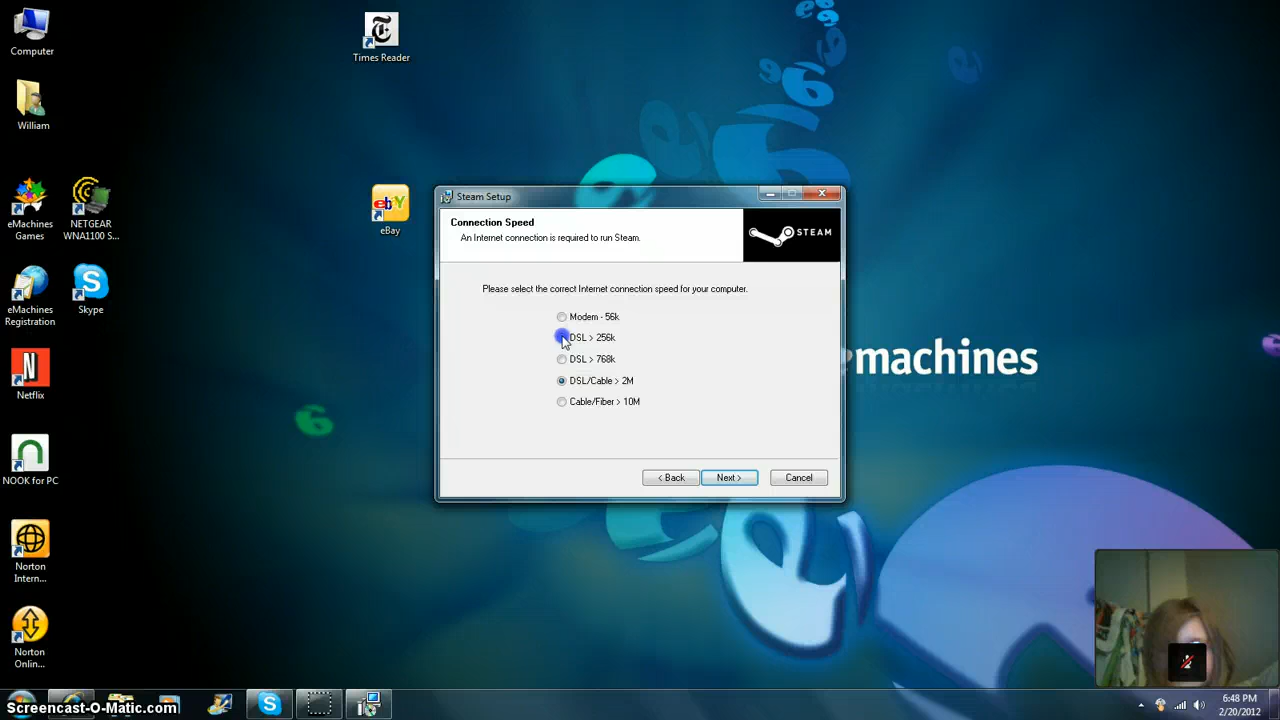 Computer
Times Reader
William
eMachines
Games
NETGEAR
WNA1100 S...
ebY
eBay
eMachines
Registration
Skype
Netflix
NOOK for PC
Norton
Intern...
Norton
Onlin...
Steam Setup
Connection Speed
An Internet connection is required to run Steam.
STEAM
Please select the correct Internet connection speed for your computer.
Modem - 56k
DSL > 256k
DSL > 768k
DSL/Cable > 2M
Cable/Fiber > 10M
< Back
Next >
Cancel
emachines
Screencast-O-Matic.com
6:48 PM
2/20/2012